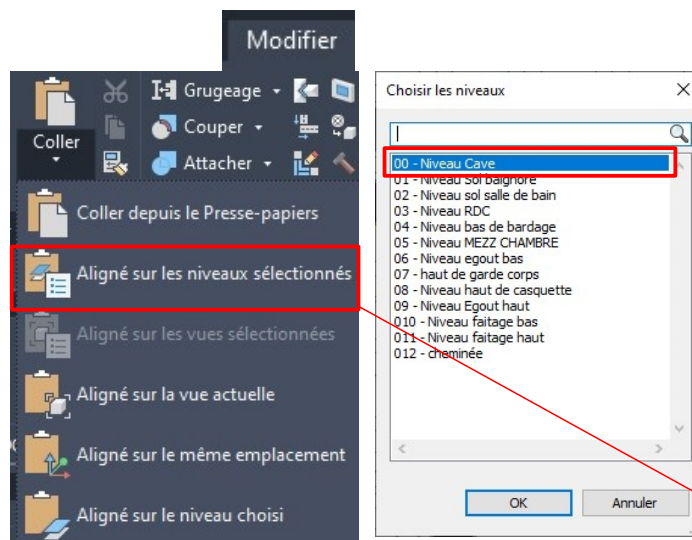 Modifier
Coller
Grugeage
Couper
Attacher
Coller depuis le Presse-papiers
Aligné sur les niveaux sélectionnés
Aligné sur les vues sélectionnées
Aligné sur la vue actuelle
Aligné sur le même emplacement
Aligné sur le niveau choisi
Choisir les niveaux
00 - Niveau Cave
01 - Niveau Sol baignore
02 - Niveau sol salle de bain
03 - Niveau RDC
04 - Niveau bas de bardage
05 - Niveau MEZZ CHAMBRE
06 - Niveau egout bas
07 - haut de garde corps
08 - Niveau haut de casquette
09 - Niveau Egout haut
010 - Niveau faitage bas
011 - Niveau faitage haut
012 - cheminée
OK
Annuler